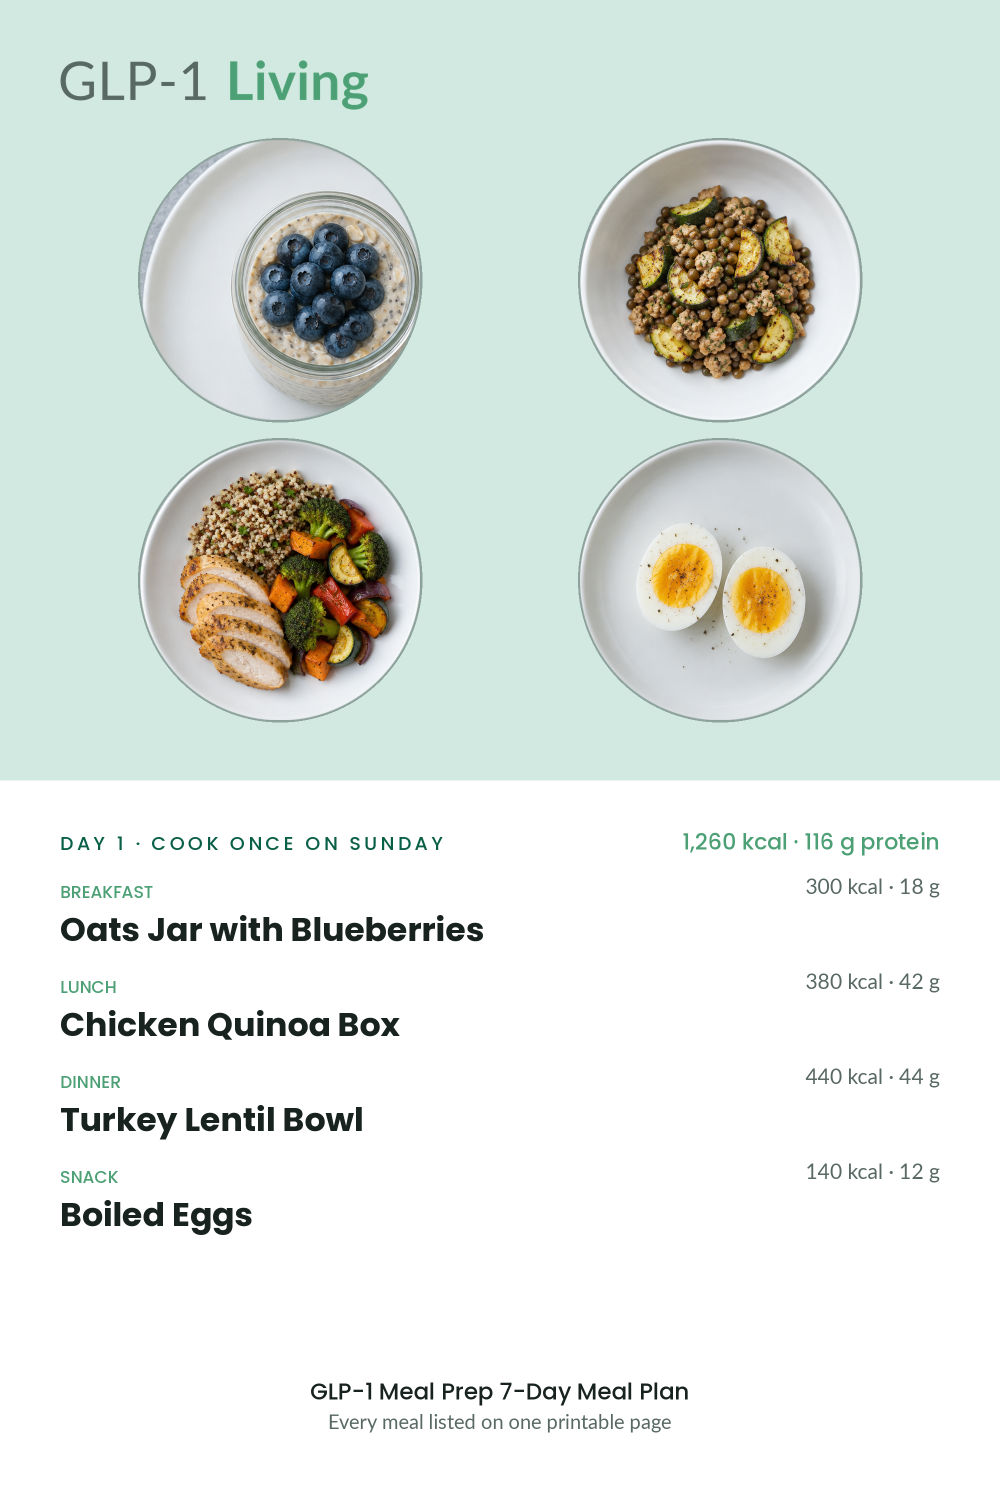 GLP-1 Living
DAY 1 · COOK ONCE ON SUNDAY
1,260 kcal · 116 g protein
BREAKFAST
300 kcal · 18 g
Oats Jar with Blueberries
LUNCH
380 kcal · 42 g
Chicken Quinoa Box
DINNER
440 kcal · 44 g
Turkey Lentil Bowl
SNACK
140 kcal · 12 g
Boiled Eggs
GLP-1 Meal Prep 7-Day Meal Plan
Every meal listed on one printable page